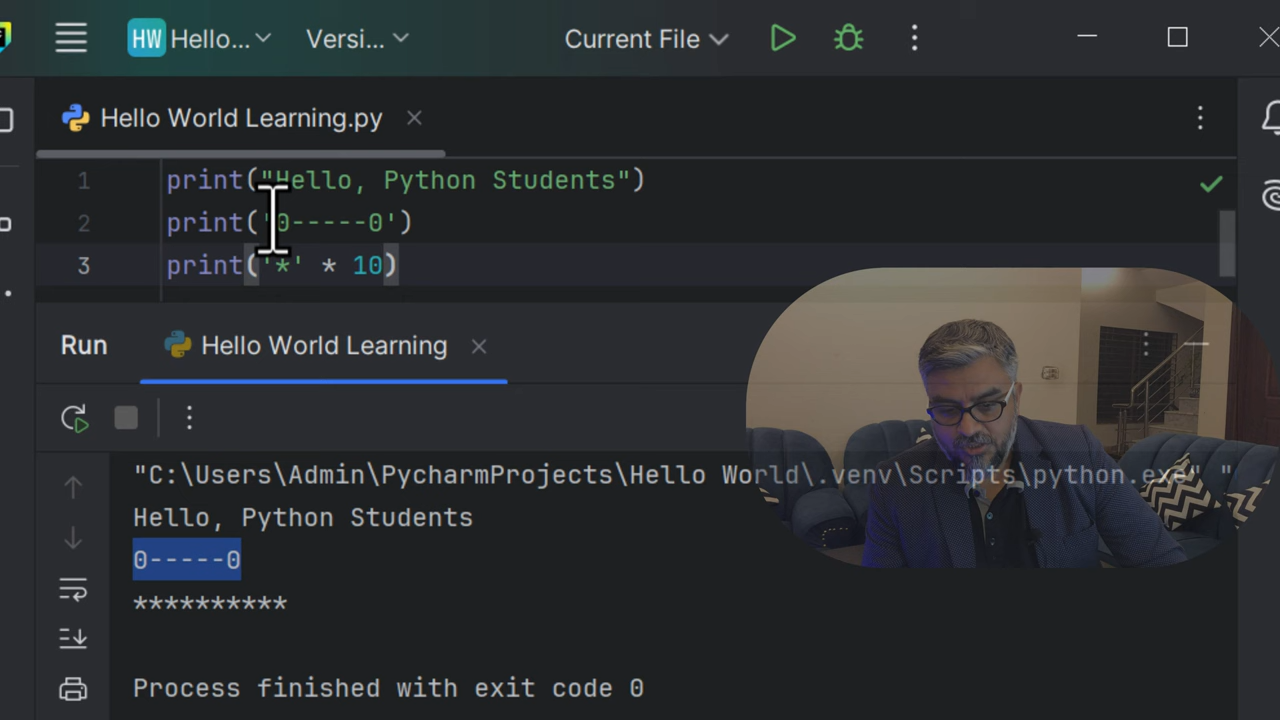 HW Hello... Versi... Current File
Hello World Learning.py
1 print("Hello, Python Students")
2 print('0-----0')
3 print('*' * 10)
Run Hello World Learning
"C:\Users\Admin\PycharmProjects\Hello World\.venv\Scripts\python.exe" "
Hello, Python Students
0-----0
**********
Process finished with exit code 0